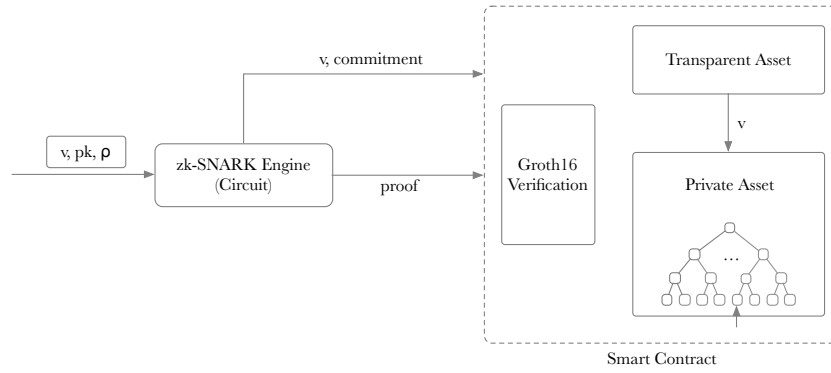 v, pk, ρ
zk-SNARK Engine
(Circuit)
v, commitment
proof
Groth16
Verification
Transparent Asset
v
Private Asset
...
Smart Contract